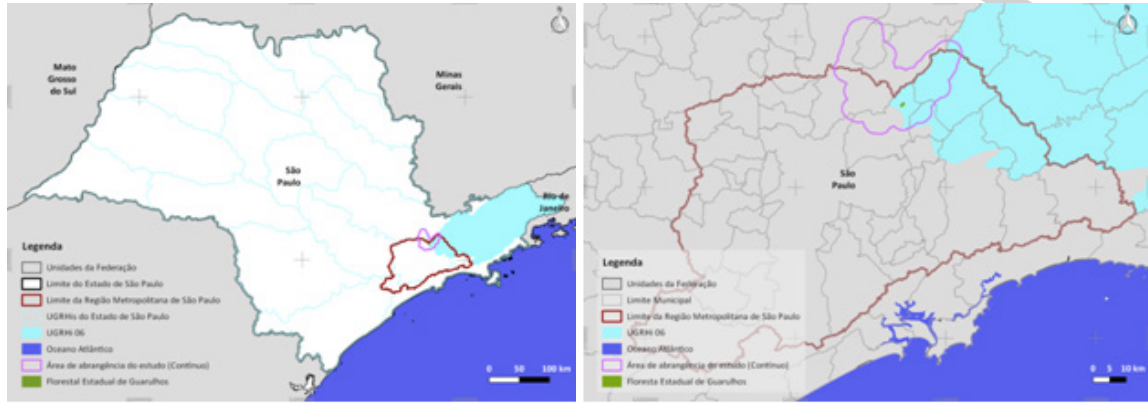 Mato
Grosso
do Sul
Minas
Gerais
São
Paulo
Rio de
Janeiro
Legenda
Unidades da Federação
Limite do Estado de São Paulo
Limite da Região Metropolitana de São Paulo
UGRHIs do Estado de São Paulo
UGRHI 06
Oceano Atlântico
Área de abrangência do estudo (Contínuo)
Florestal Estadual de Guarulhos
0 50 100 km
São
Paulo
Legenda
Unidades da Federação
Limite Municipal
Limite da Região Metropolitana de São Paulo
UGRHi 06
Oceano Atlântico
Área de abrangência do estudo (Contínuo)
Floresta Estadual de Guarulhos
0 5 10 km